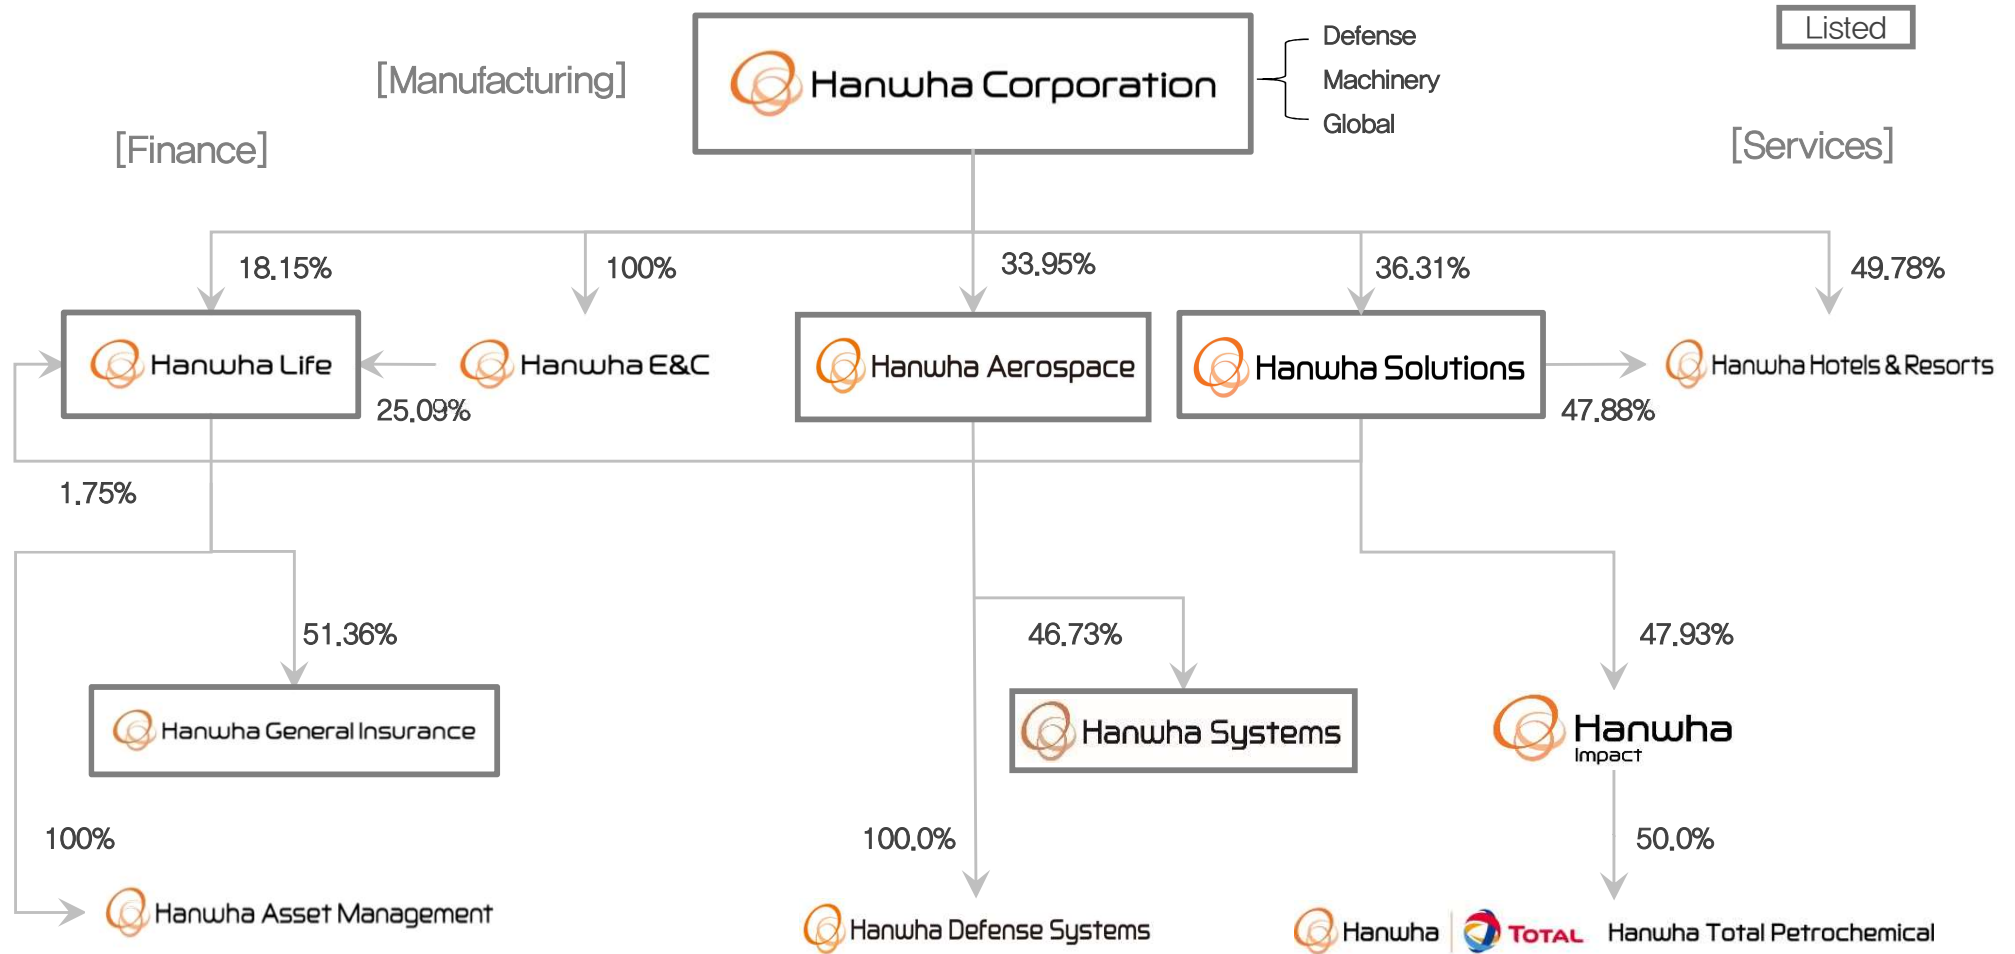 Listed
Hanwha Corporation
Defense
Machinery
Global
[Manufacturing]
[Finance]
[Services]
18.15%
100%
33.95%
36.31%
49.78%
Hanwha Life
Hanwha E&C
Hanwha Aerospace
Hanwha Solutions
Hanwha Hotels & Resorts
25.09%
47.88%
1.75%
51.36%
46.73%
47.93%
Hanwha General Insurance
Hanwha Systems
Hanwha
Impact
100%
100.0%
50.0%
Hanwha Asset Management
Hanwha Defense Systems
Hanwha TOTAL Hanwha Total Petrochemical